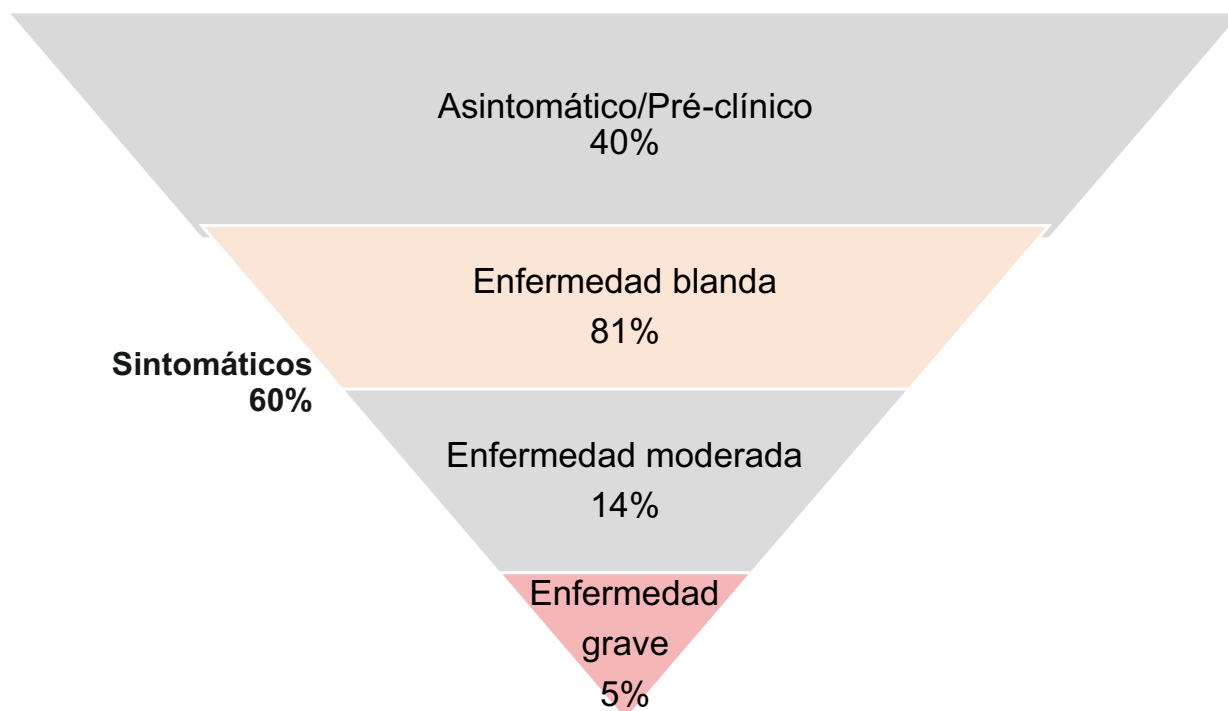 Asintomático/Pré-clínico
40%
Enfermedad blanda
81%
Sintomáticos
60%
Enfermedad moderada
14%
Enfermedad
grave
5%